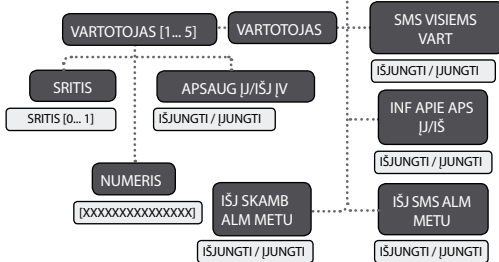 VARTOTOJAS [1... 5]
VARTOTOJAS
SMS VISIEMS
VART
IŠJUNGTI / ĮJUNGTI
SRITIS
SRITIS [0... 1]
APSAUG ĮJ/IŠJ ĮV
IŠJUNGTI / ĮJUNGTI
INF APIE APS
ĮJ/IŠ
IŠJUNGTI / ĮJUNGTI
NUMERIS
[XXXXXXXXXXXXXXX]
IŠJ SKAMB
ALM METU
IŠJUNGTI / ĮJUNGTI
IŠJ SMS ALM
METU
IŠJUNGTI / ĮJUNGTI